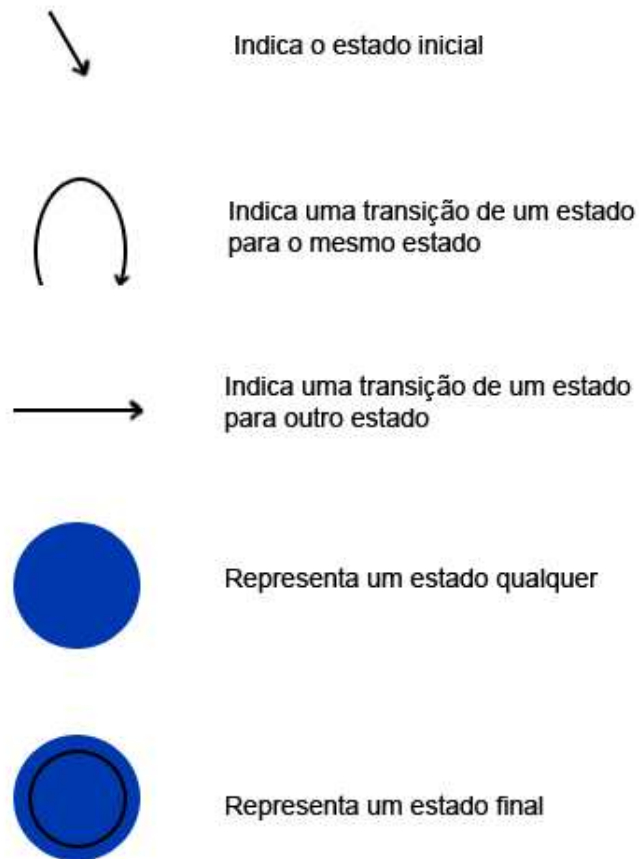 Indica o estado inicial
Indica uma transição de um estado
para o mesmo estado
Indica uma transição de um estado
para outro estado
Representa um estado qualquer
Representa um estado final